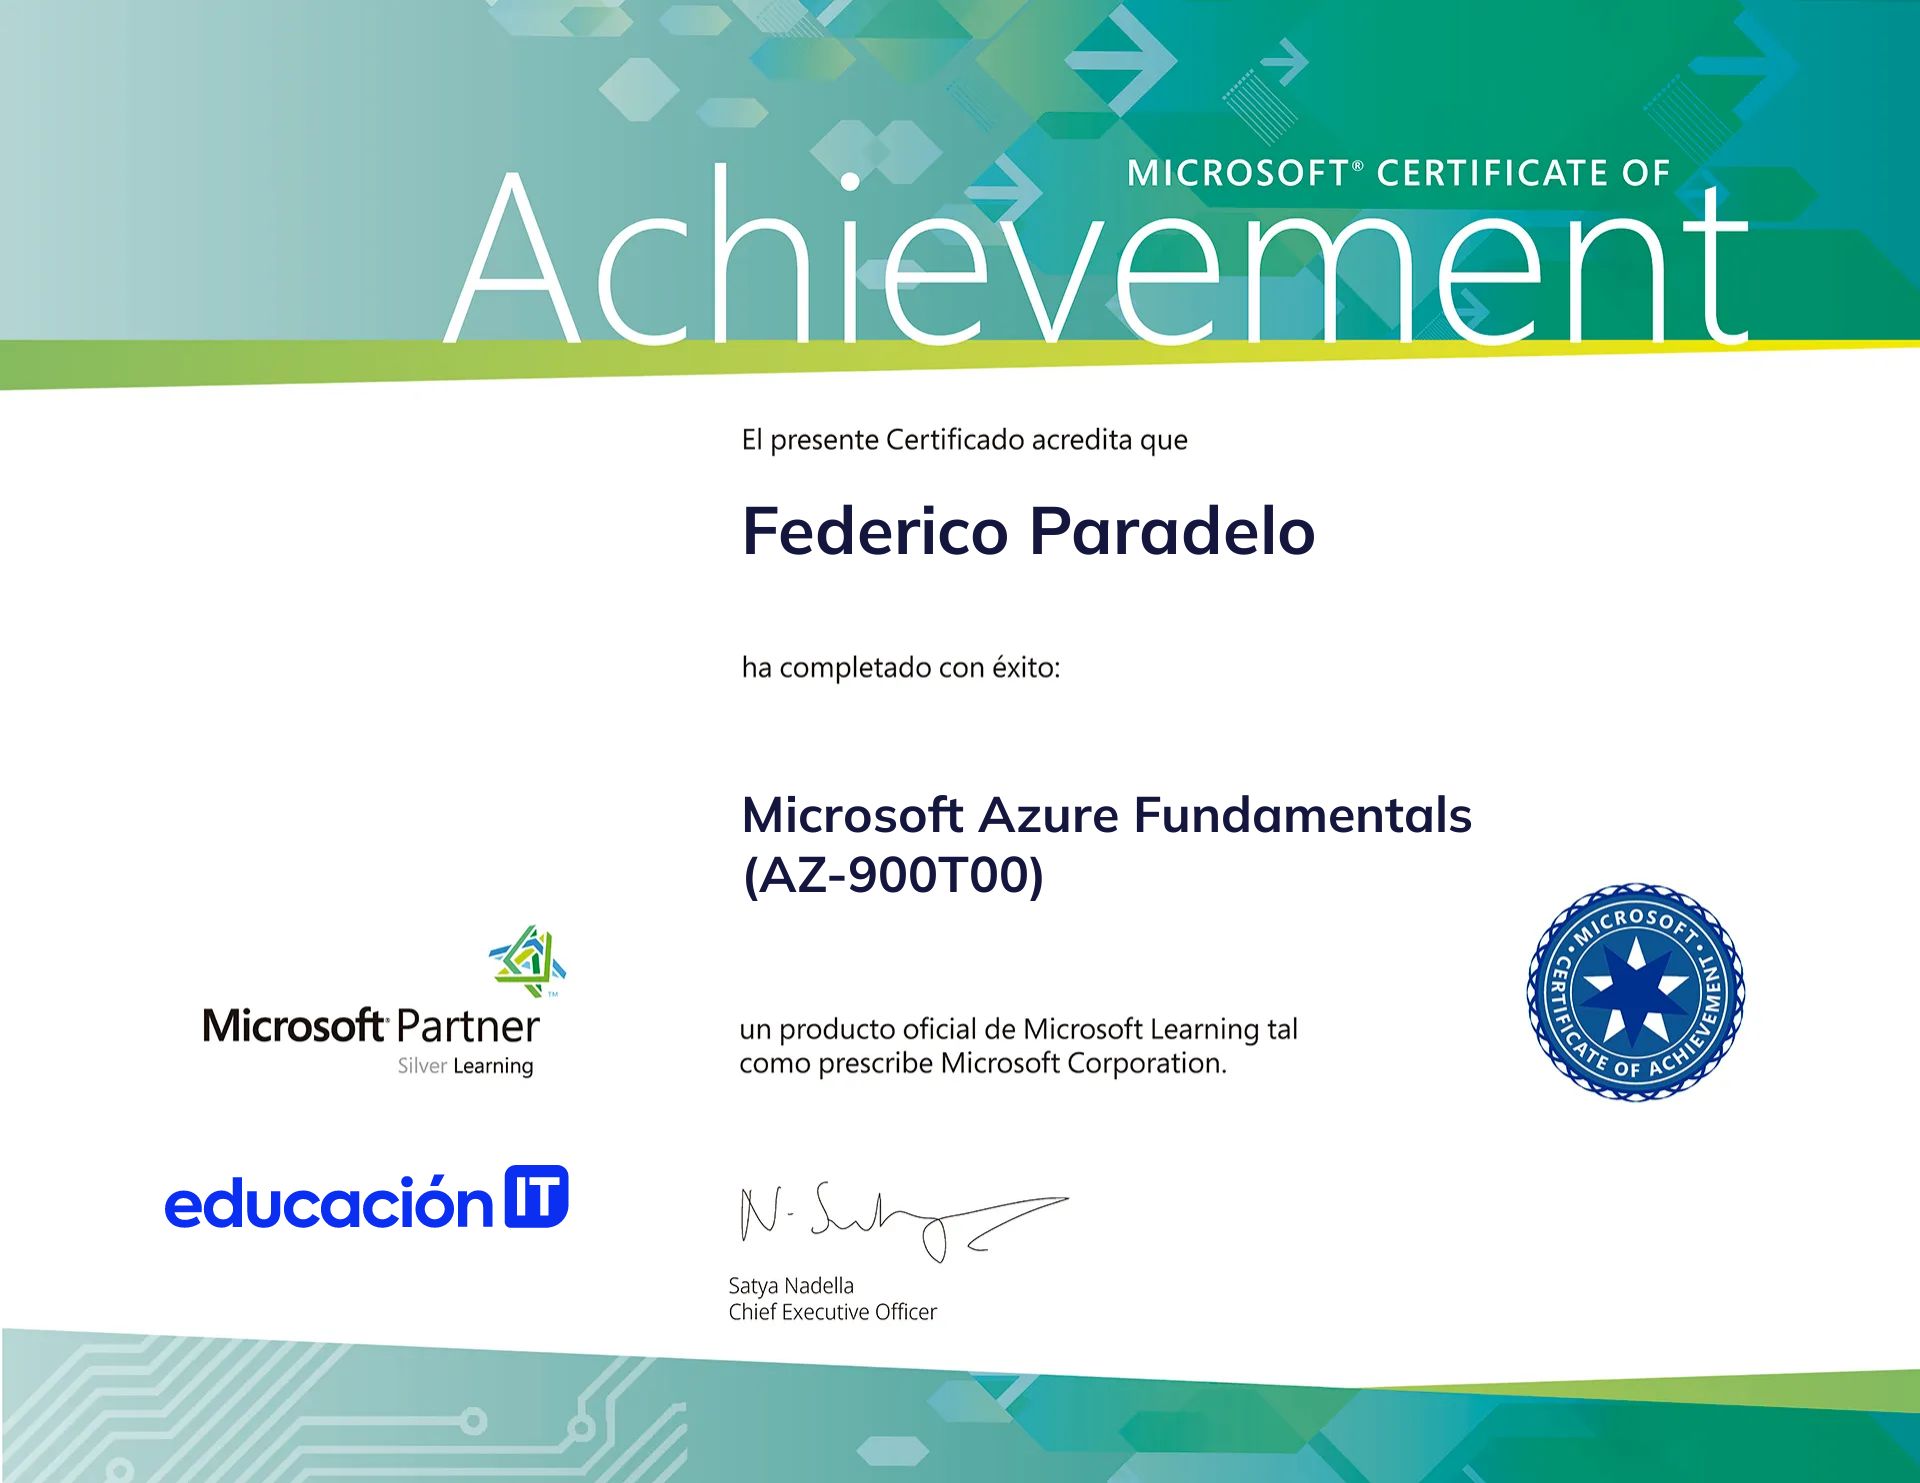 MICROSOFT® CERTIFICATE OF
Achievement
El presente Certificado acredita que
Federico Paradelo
ha completado con éxito:
Microsoft Azure Fundamentals
(AZ-900T00)
™
Microsoft® Partner
Silver Learning
un producto oficial de Microsoft Learning tal
como prescribe Microsoft Corporation.
• MICROSOFT •
CERTIFICATE OF ACHIEVEMENT
educación IT
Satya Nadella
Chief Executive Officer